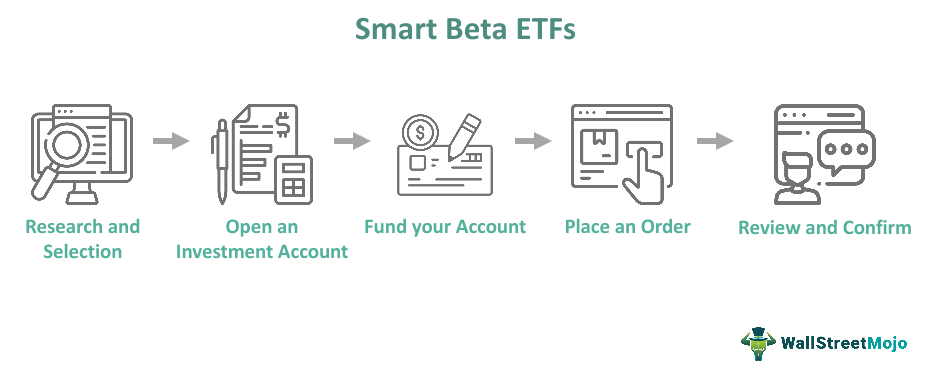 Smart Beta ETFs
Research and
Selection
Open an
Investment Account
Fund your Account
Place an Order
Review and Confirm
WallStreetMojo